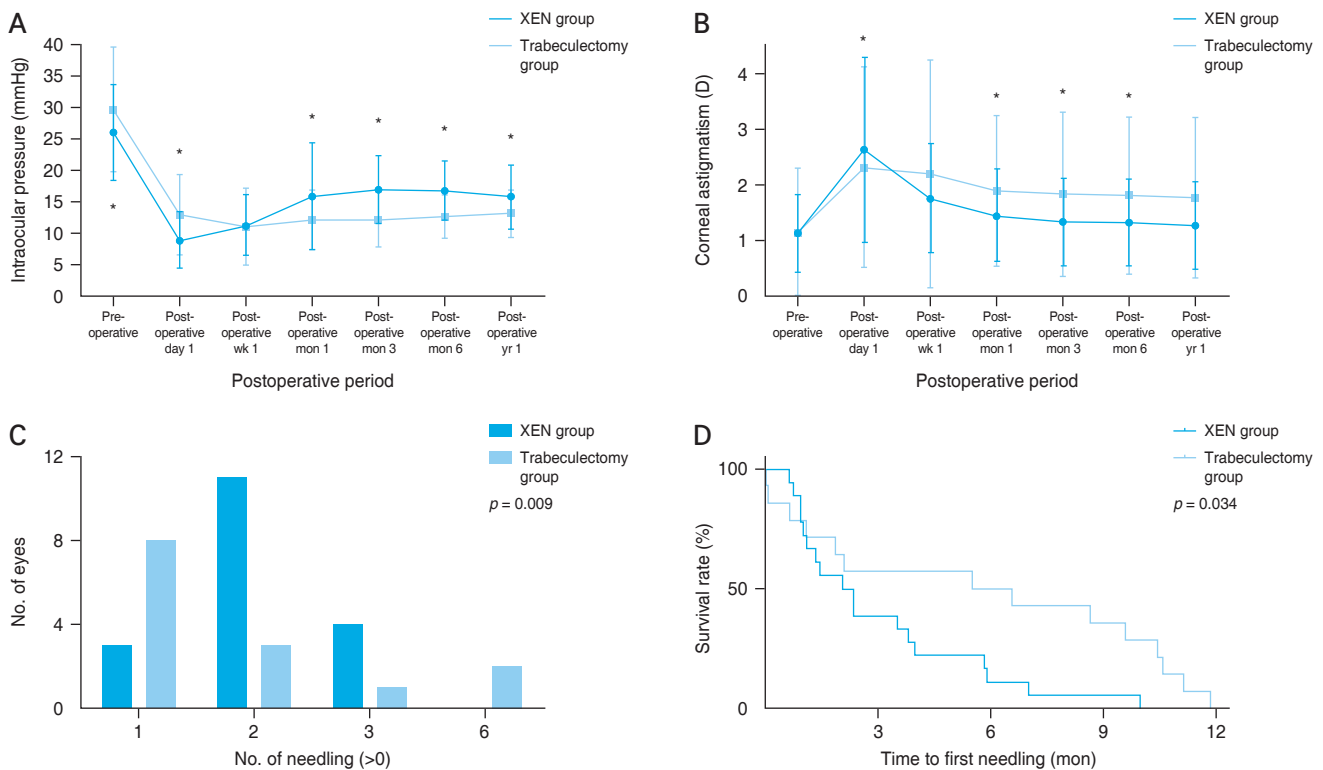 A
XEN group
Trabeculectomy
group
Intraocular pressure (mmHg)
40
35
30
25
20
15
10
5
0
*
*
*
*
*
*
Pre-
operative
Post-
operative
day 1
Post-
operative
wk 1
Post-
operative
mon 1
Post-
operative
mon 3
Post-
operative
mon 6
Post-
operative
yr 1
Postoperative period
B
XEN group
Trabeculectomy
group
Corneal astigmatism (D)
4
3
2
1
0
*
*
*
*
Pre-
operative
Post-
operative
day 1
Post-
operative
wk 1
Post-
operative
mon 1
Post-
operative
mon 3
Post-
operative
mon 6
Post-
operative
yr 1
Postoperative period
C
XEN group
Trabeculectomy
group
p = 0.009
No. of eyes
12
8
4
0
1 2 3 6
No. of needling (>0)
D
XEN group
Trabeculectomy
group
p = 0.034
Survival rate (%)
100
50
0
3 6 9 12
Time to first needling (mon)